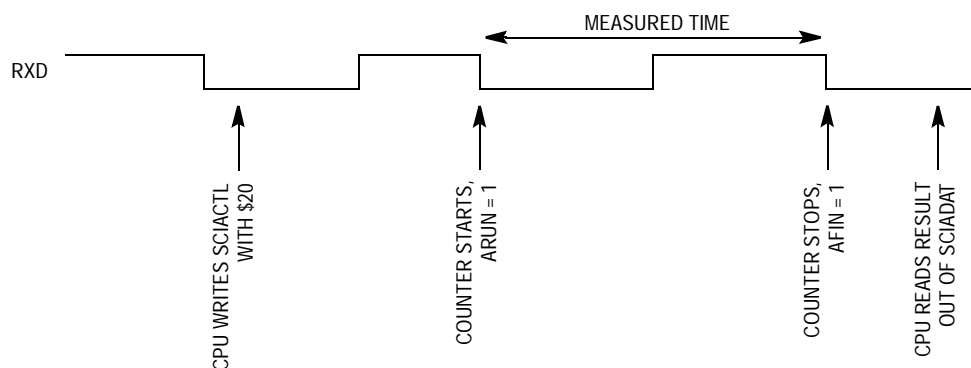 MEASURED TIME
RXD
CPU WRITES SCIACTL
WITH $20
COUNTER STARTS,
ARUN = 1
COUNTER STOPS,
AFIN = 1
CPU READS RESULT
OUT OF SCIADAT